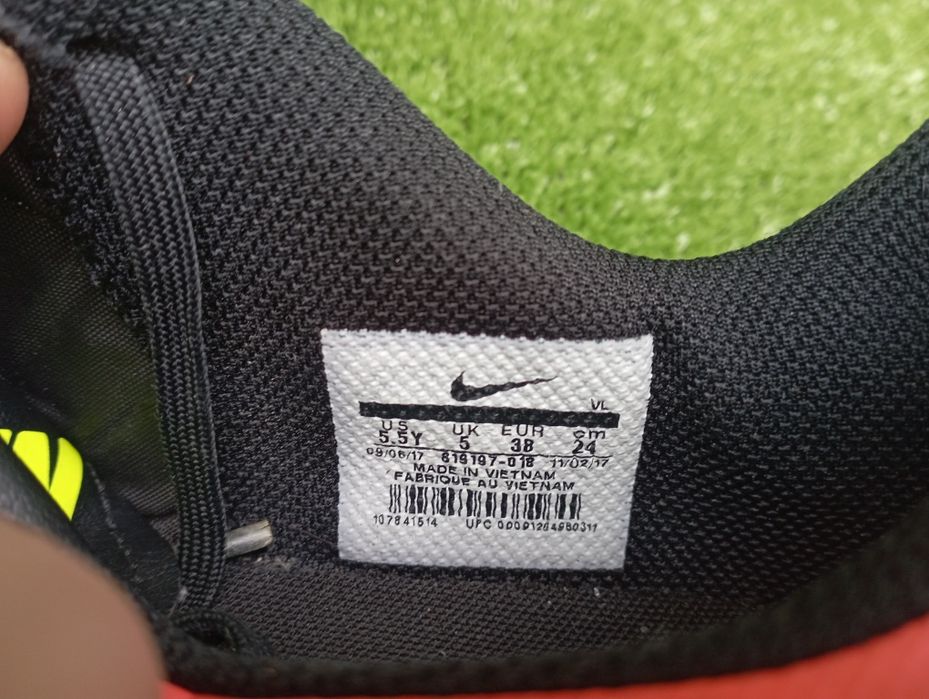 VL
US UK EUR cm
5.5Y 5 38 24
09/06/17 819197-018 11/02/17
MADE IN VIETNAM
FABRIQUE AU VIETNAM
107841514 UPC 00091264980311